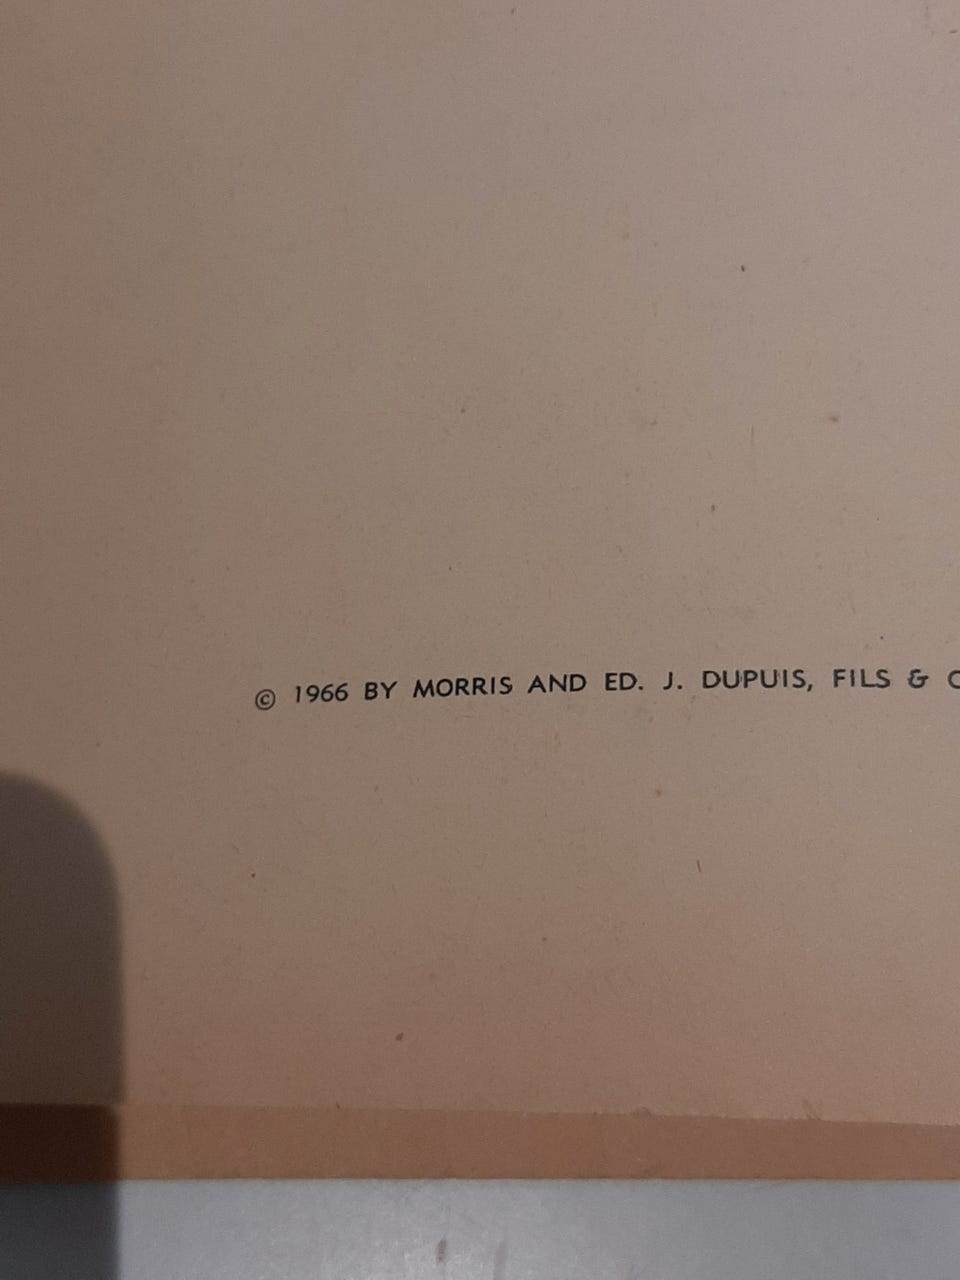 © 1966 BY MORRIS AND ED. J. DUPUIS, FILS &